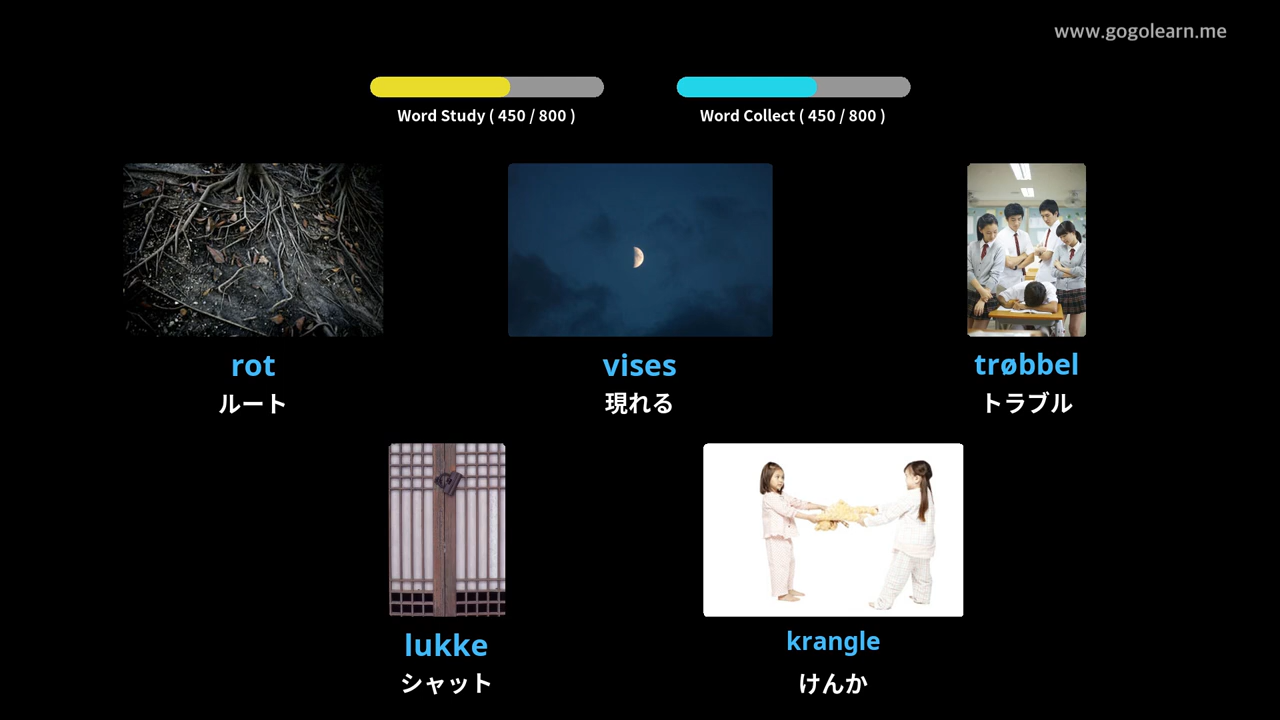 www.gogolearn.me
Word Study ( 450 / 800 )
Word Collect ( 450 / 800 )
rot
ルート
vises
現れる
trøbbel
トラブル
lukke
シャット
krangle
けんか